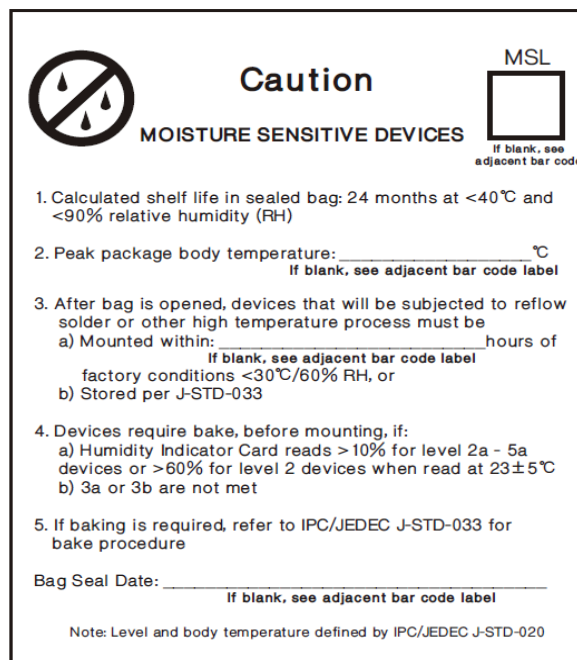 MSL
Caution
MOISTURE SENSITIVE DEVICES
If blank, see
adjacent bar code
1. Calculated shelf life in sealed bag: 24 months at <40℃ and
<90% relative humidity (RH)
2. Peak package body temperature: ___________________℃
If blank, see adjacent bar code label
3. After bag is opened, devices that will be subjected to reflow
solder or other high temperature process must be
a) Mounted within: ___________________________hours of
If blank, see adjacent bar code label
factory conditions <30℃/60% RH, or
b) Stored per J-STD-033
4. Devices require bake, before mounting, if:
a) Humidity Indicator Card reads >10% for level 2a - 5a
devices or >60% for level 2 devices when read at 23±5℃
b) 3a or 3b are not met
5. If baking is required, refer to IPC/JEDEC J-STD-033 for
bake procedure
Bag Seal Date: ______________________________________
If blank, see adjacent bar code label
Note: Level and body temperature defined by IPC/JEDEC J-STD-020